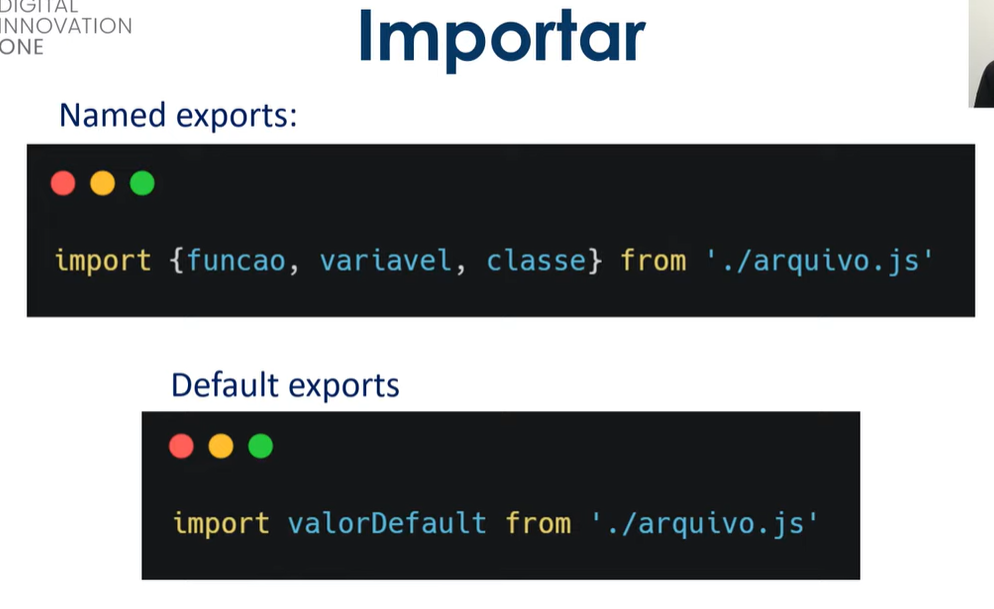 DIGITAL
INNOVATION
ONE
Importar
Named exports:
import {funcao, variavel, classe} from './arquivo.js'
Default exports
import valorDefault from './arquivo.js'